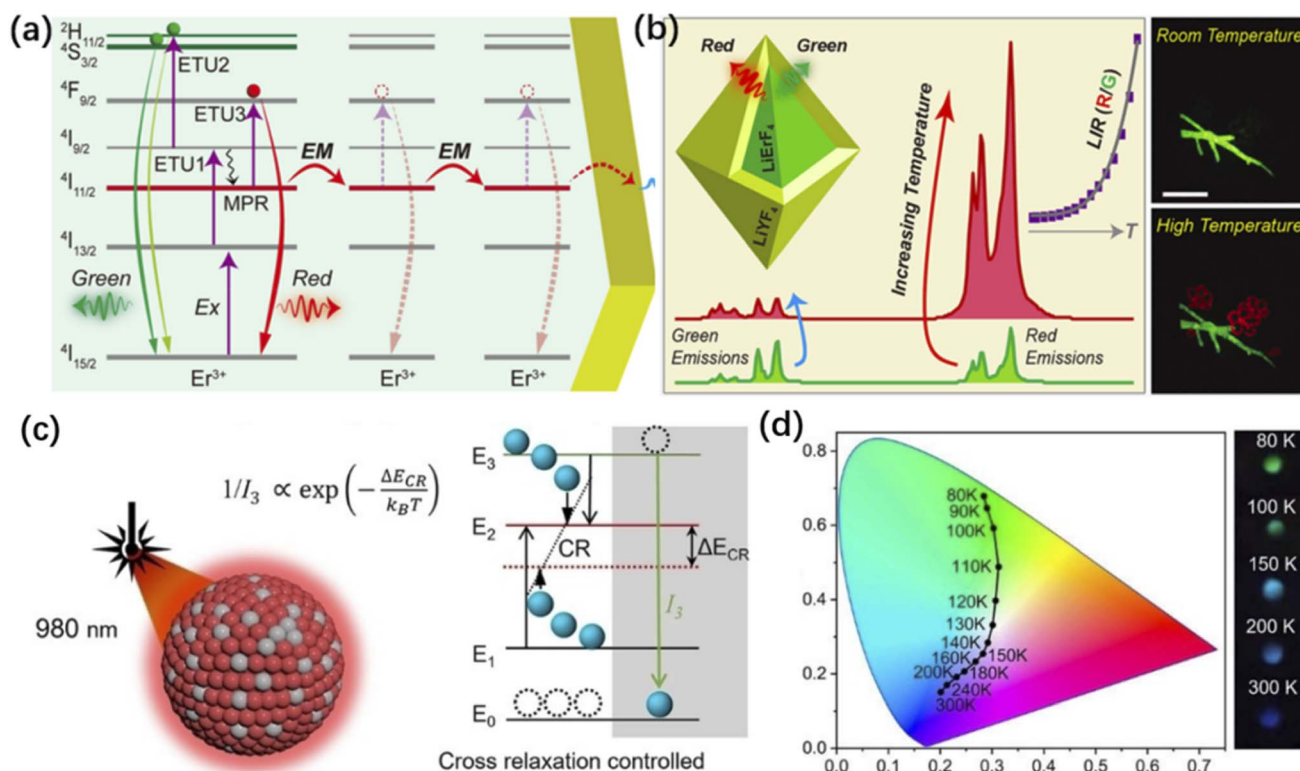 (a)
²H₁₁/₂
⁴S₃/₂
⁴F₉/₂
⁴I₉/₂
⁴I₁₁/₂
⁴I₁₃/₂
⁴I₁₅/₂
ETU2
ETU3
ETU1
MPR
EM
EM
Green
Ex
Red
Er³⁺
Er³⁺
Er³⁺
(b)
Red
Green
LiErF₄
LiYF₄
Increasing Temperature
LIR (R/G)
T
Green
Emissions
Red
Emissions
Room Temperature
High Temperature
(c)
1/I₃ ∝ exp(−ΔE_CR/k_BT)
980 nm
E₃
E₂
CR
ΔE_CR
I₃
E₁
E₀
Cross relaxation controlled
(d)
0.8
0.6
0.4
0.2
0.0
0.0 0.1 0.2 0.3 0.4 0.5 0.6 0.7
80K
90K
100K
110K
120K
130K
140K
150K
160K
180K
200K
240K
300K
80 K
100 K
150 K
200 K
300 K